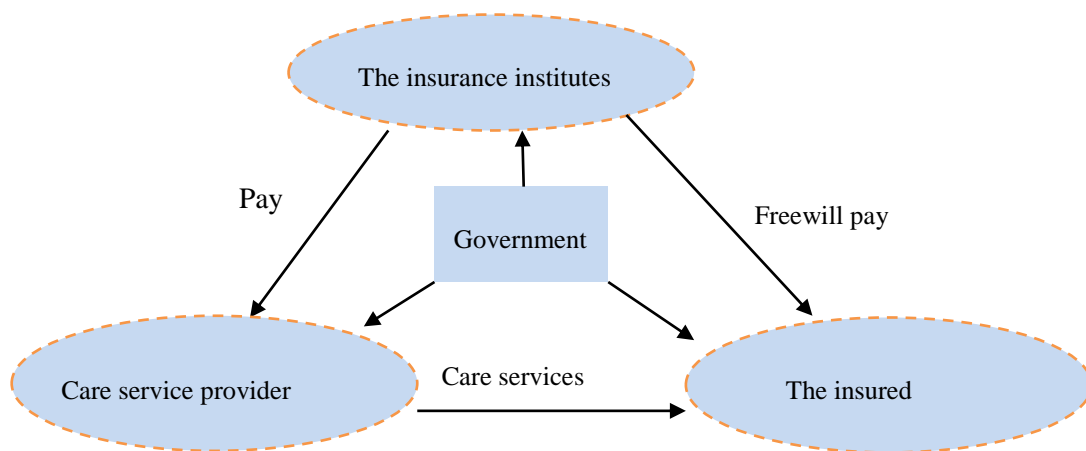 The insurance institutes
Pay
Freewill pay
Government
Care services
Care service provider
The insured